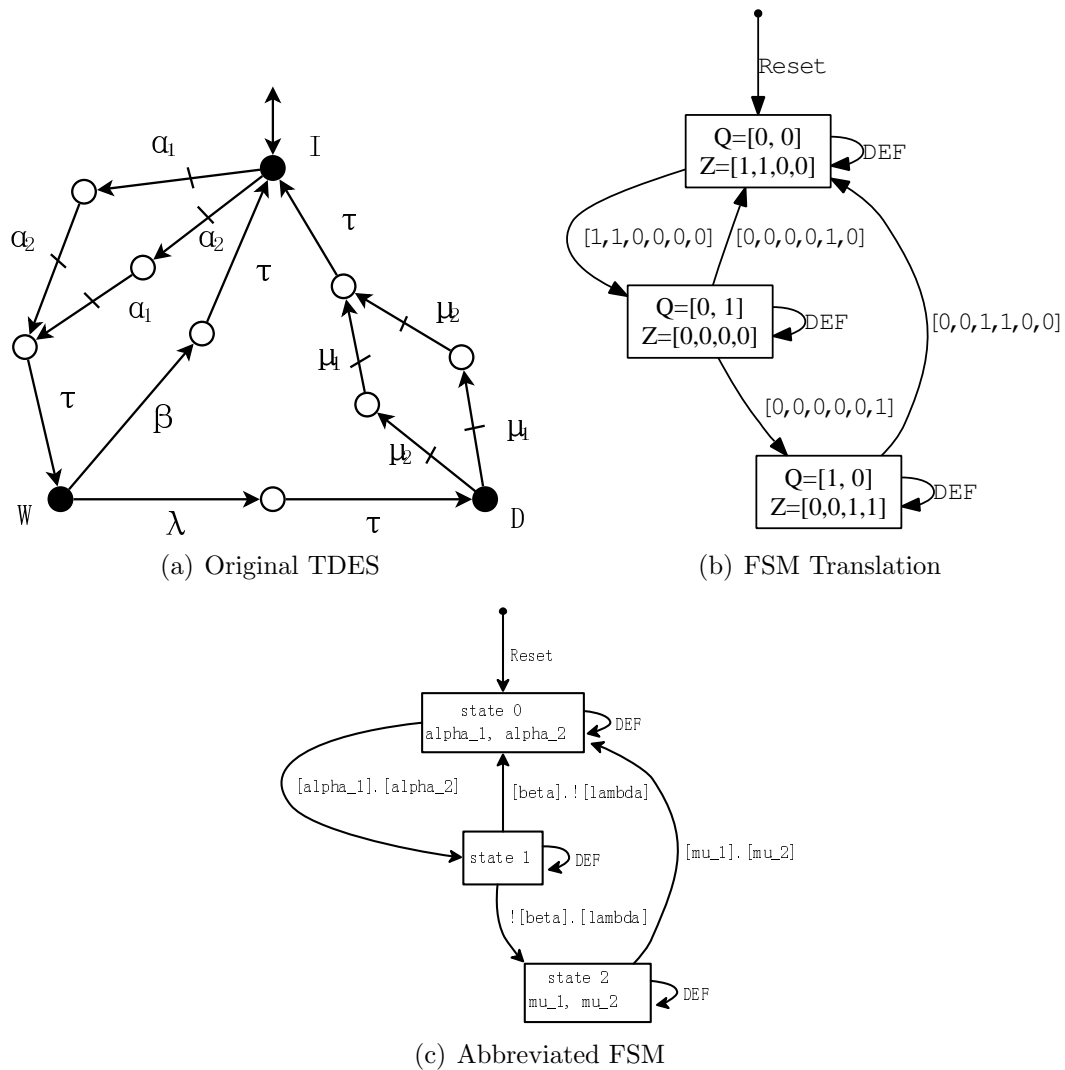 α₁
I
α₂
α₂
τ
τ
α₁
μ₂
μ₁
τ
β
μ₁
μ₂
W
λ
τ
D
(a) Original TDES
Reset
Q=[0, 0]
Z=[1,1,0,0]
DEF
[1,1,0,0,0,0]
[0,0,0,0,1,0]
Q=[0, 1]
Z=[0,0,0,0]
DEF
[0,0,1,1,0,0]
[0,0,0,0,0,1]
Q=[1, 0]
Z=[0,0,1,1]
DEF
(b) FSM Translation
Reset
state 0
alpha_1, alpha_2
DEF
[alpha_1].[alpha_2]
[beta].![lambda]
state 1
DEF
[mu_1].[mu_2]
![beta].[lambda]
state 2
mu_1, mu_2
DEF
(c) Abbreviated FSM